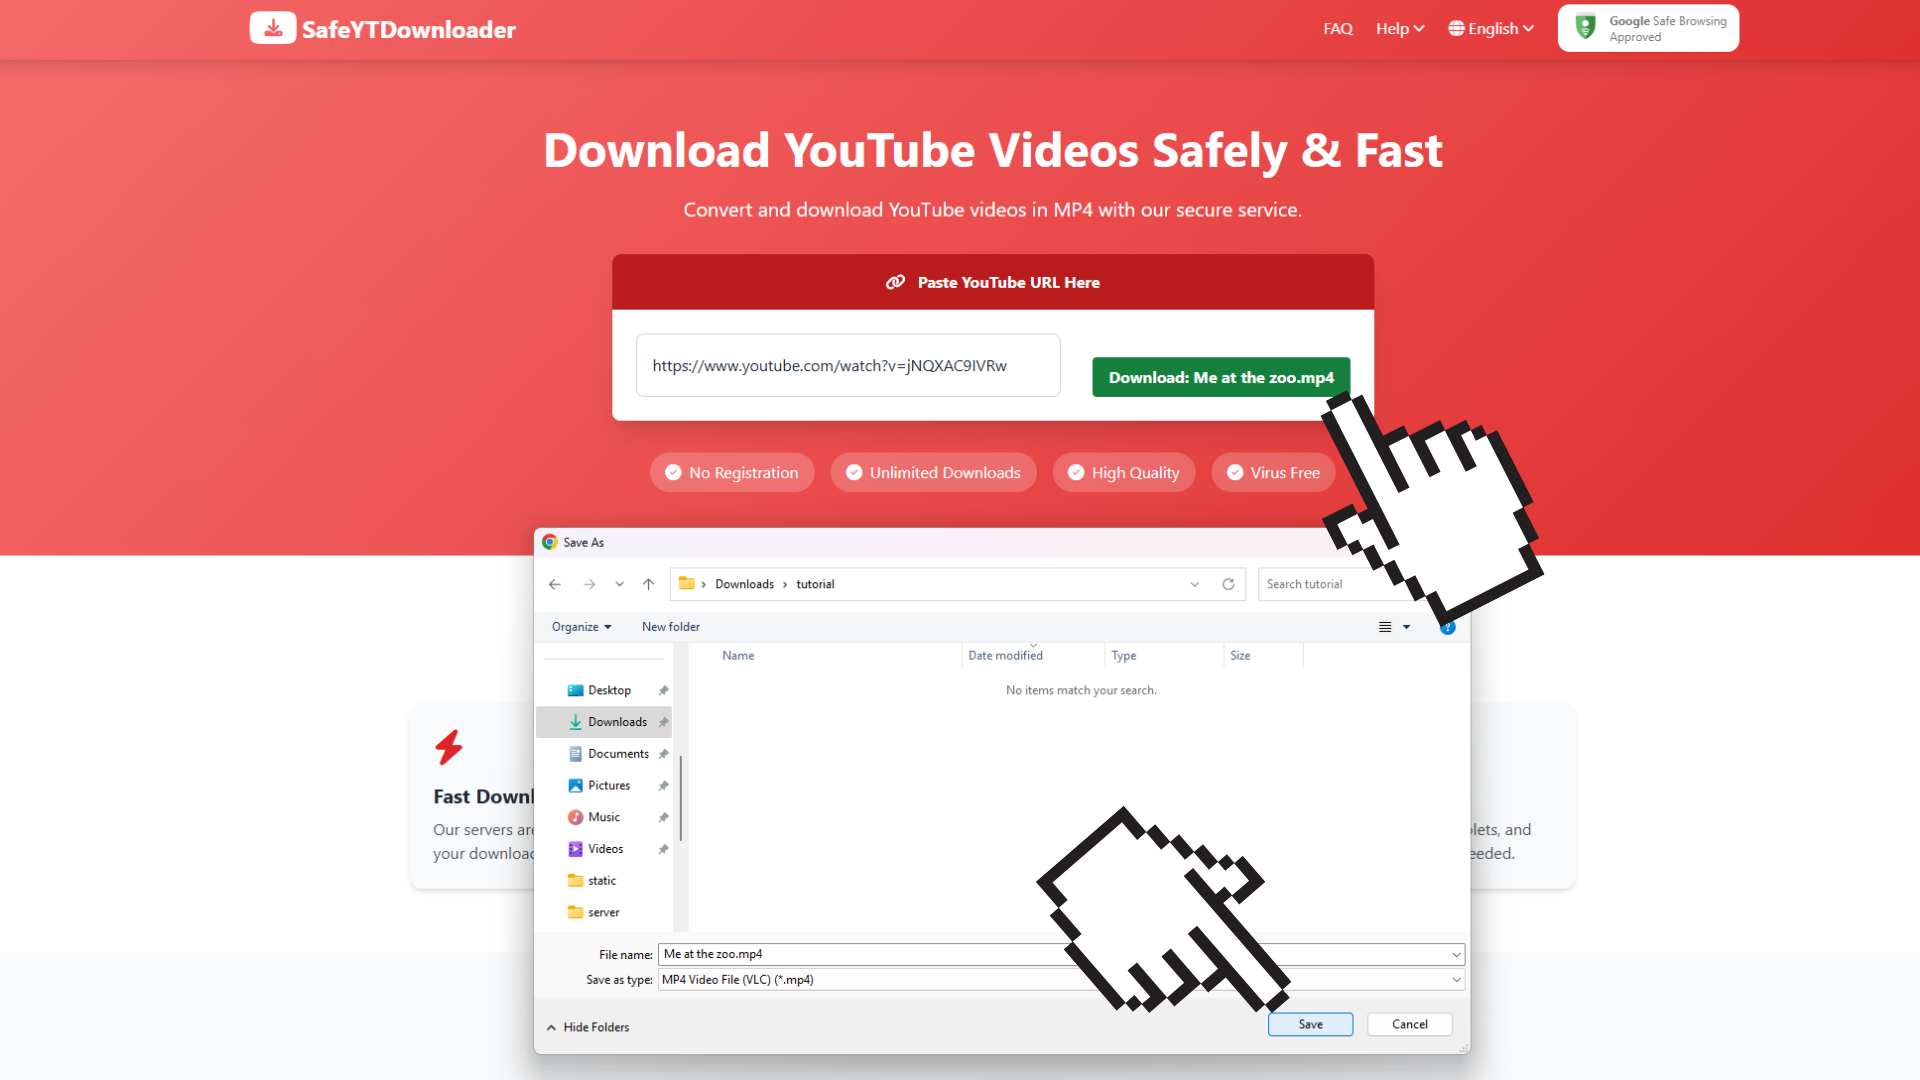 SafeYTDownloader
FAQ
Help
English
Google Safe Browsing
Approved
Download YouTube Videos Safely & Fast
Convert and download YouTube videos in MP4 with our secure service.
Paste YouTube URL Here
https://www.youtube.com/watch?v=jNQXAC9IVRw
Download: Me at the zoo.mp4
No Registration
Unlimited Downloads
High Quality
Virus Free
Save As
Downloads
tutorial
Search tutorial
Organize
New folder
Name
Date modified
Type
Size
No items match your search.
Desktop
Downloads
Documents
Pictures
Music
Videos
static
server
File name: Me at the zoo.mp4
Save as type: MP4 Video File (VLC) (*.mp4)
Hide Folders
Save
Cancel
Fast
Our servers
your
and